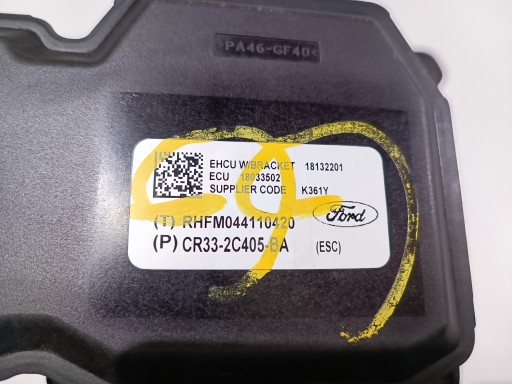 >PA46-GF40<
EHCU W/BRACKET 18132201
ECU 18033502
SUPPLIER CODE K361Y
(T) RHFM044110420
Ford
(P) CR33-2C405-BA (ESC)